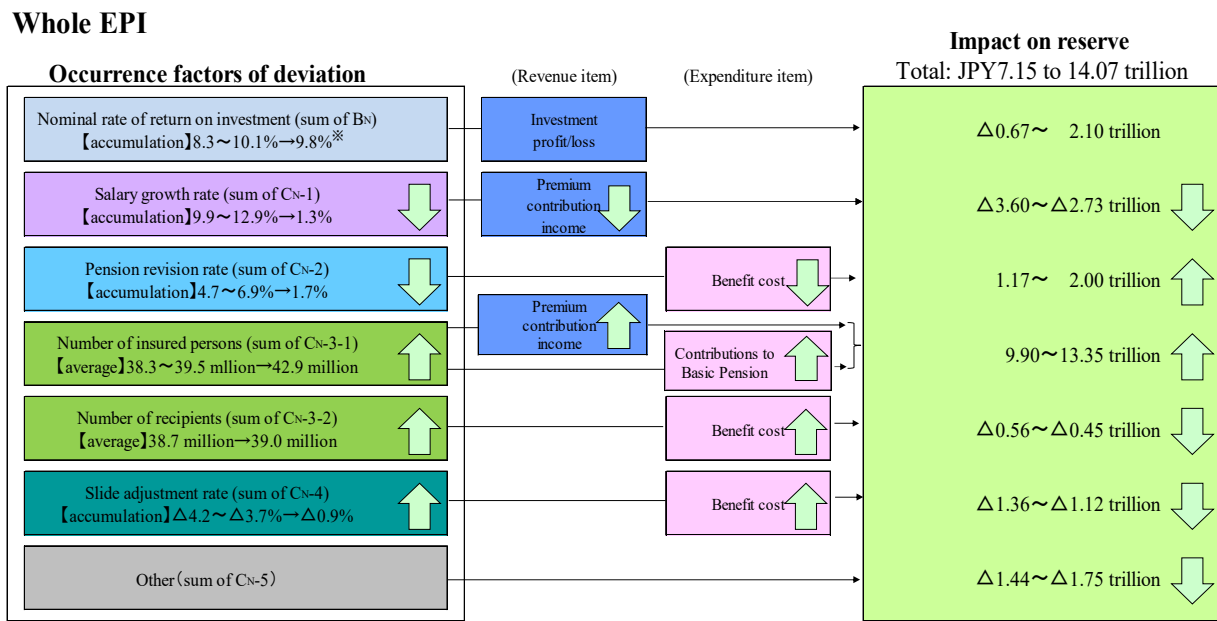 Whole EPI
Impact on reserve
Total: JPY7.15 to 14.07 trillion
Occurrence factors of deviation
(Revenue item)
(Expenditure item)
Nominal rate of return on investment (sum of BN)
【accumulation】8.3～10.1%→9.8%※
Investment
profit/loss
△0.67～ 2.10 trillion
Salary growth rate (sum of CN-1)
【accumulation】9.9～12.9%→1.3%
Premium
contribution
income
△3.60～△2.73 trillion
Pension revision rate (sum of CN-2)
【accumulation】4.7～6.9%→1.7%
Benefit cost
1.17～ 2.00 trillion
Number of insured persons (sum of CN-3-1)
【average】38.3～39.5 mllion→42.9 million
Premium
contribution
income
Contributions to
Basic Pension
9.90～13.35 trillion
Number of recipients (sum of CN-3-2)
【average】38.7 million→39.0 million
Benefit cost
△0.56～△0.45 trillion
Slide adjustment rate (sum of CN-4)
【accumulation】△4.2～△3.7%→△0.9%
Benefit cost
△1.36～△1.12 trillion
Other（sum of CN-5）
△1.44～△1.75 trillion